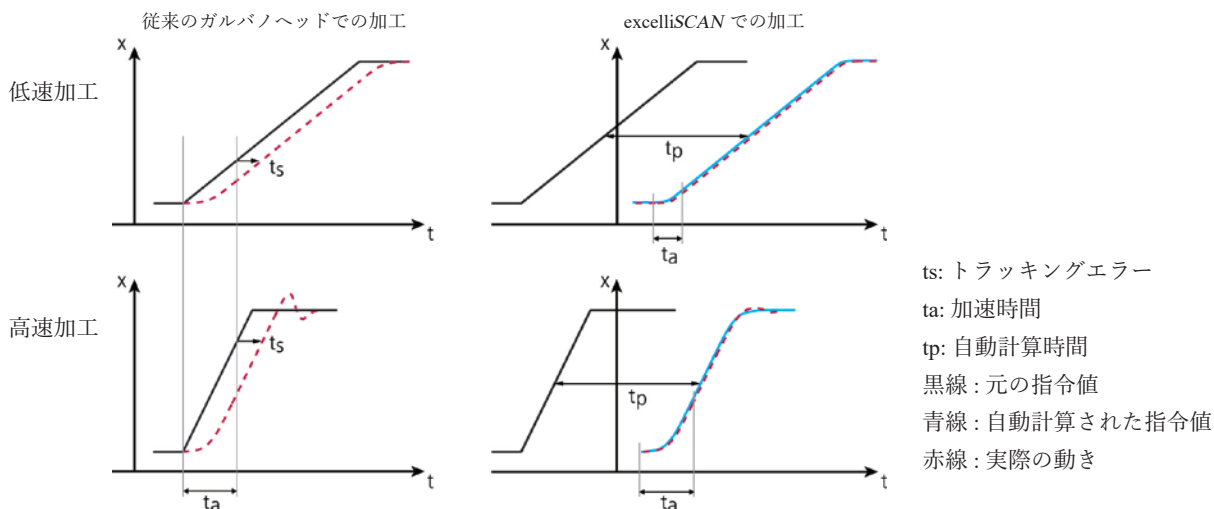 従来のガルバノヘッドでの加工
excelliSCAN での加工
低速加工
x
ts
t
x
tp
ta
t
高速加工
x
ts
ta
t
x
tp
ta
t
ts: トラッキングエラー
ta: 加速時間
tp: 自動計算時間
黒線 : 元の指令値
青線 : 自動計算された指令値
赤線 : 実際の動き